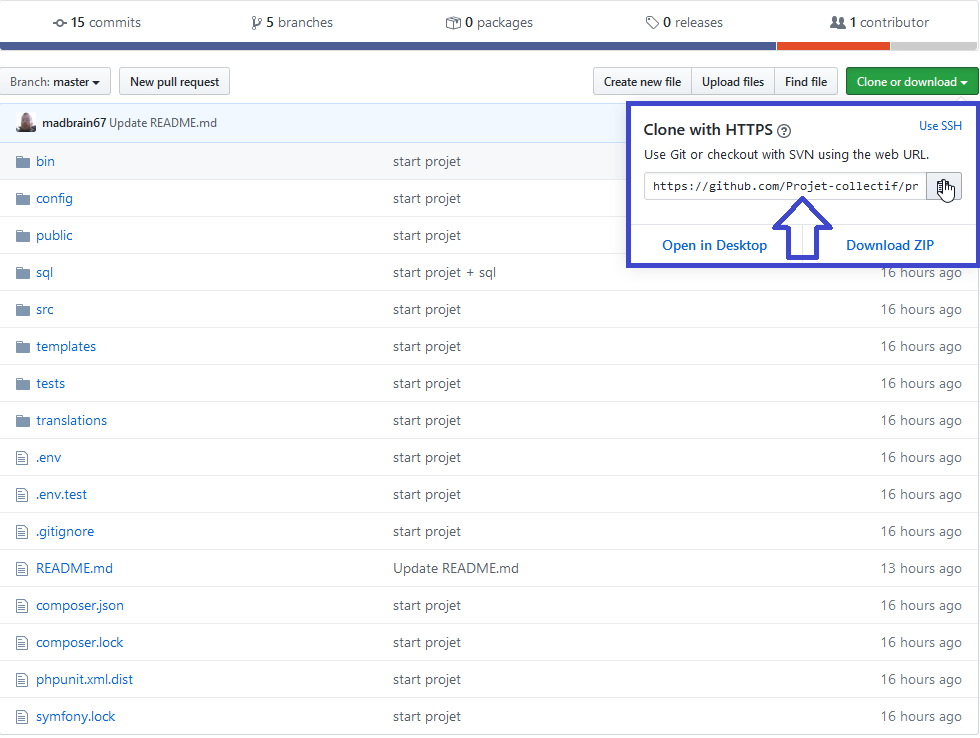 15 commits 5 branches 0 packages 0 releases 1 contributor
Branch: master New pull request Create new file Upload files Find file Clone or download
madbrain67 Update README.md
Clone with HTTPS ?
Use SSH
Use Git or checkout with SVN using the web URL.
https://github.com/Projet-collectif/pr
Open in Desktop Download ZIP
bin start projet
config start projet
public start projet
sql start projet + sql 16 hours ago
src start projet 16 hours ago
templates start projet 16 hours ago
tests start projet 16 hours ago
translations start projet 16 hours ago
.env start projet 16 hours ago
.env.test start projet 16 hours ago
.gitignore start projet 16 hours ago
README.md Update README.md 13 hours ago
composer.json start projet 16 hours ago
composer.lock start projet 16 hours ago
phpunit.xml.dist start projet 16 hours ago
symfony.lock start projet 16 hours ago